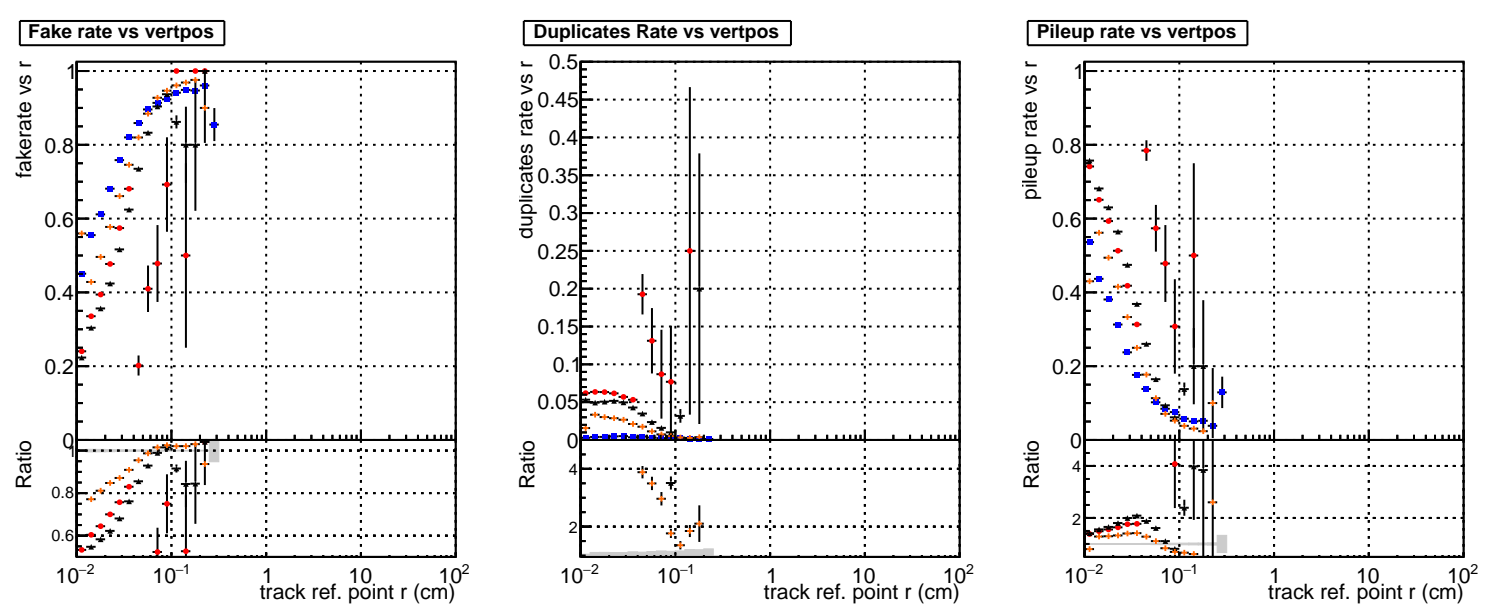 Fake rate vs vertpos
fakerate vs r
1
0.8
0.6
0.4
0.2
0
Ratio
1
0.8
0.6
10⁻² 10⁻¹ 1 10 10²
track ref. point r (cm)
Duplicates Rate vs vertpos
duplicates rate vs r
0.5
0.45
0.4
0.35
0.3
0.25
0.2
0.15
0.1
0.05
0
Ratio
4
2
10⁻² 10⁻¹ 1 10 10²
track ref. point r (cm)
Pileup rate vs vertpos
pileup rate vs r
1
0.8
0.6
0.4
0.2
0
Ratio
4
2
10⁻² 10⁻¹ 1 10 10²
track ref. point r (cm)